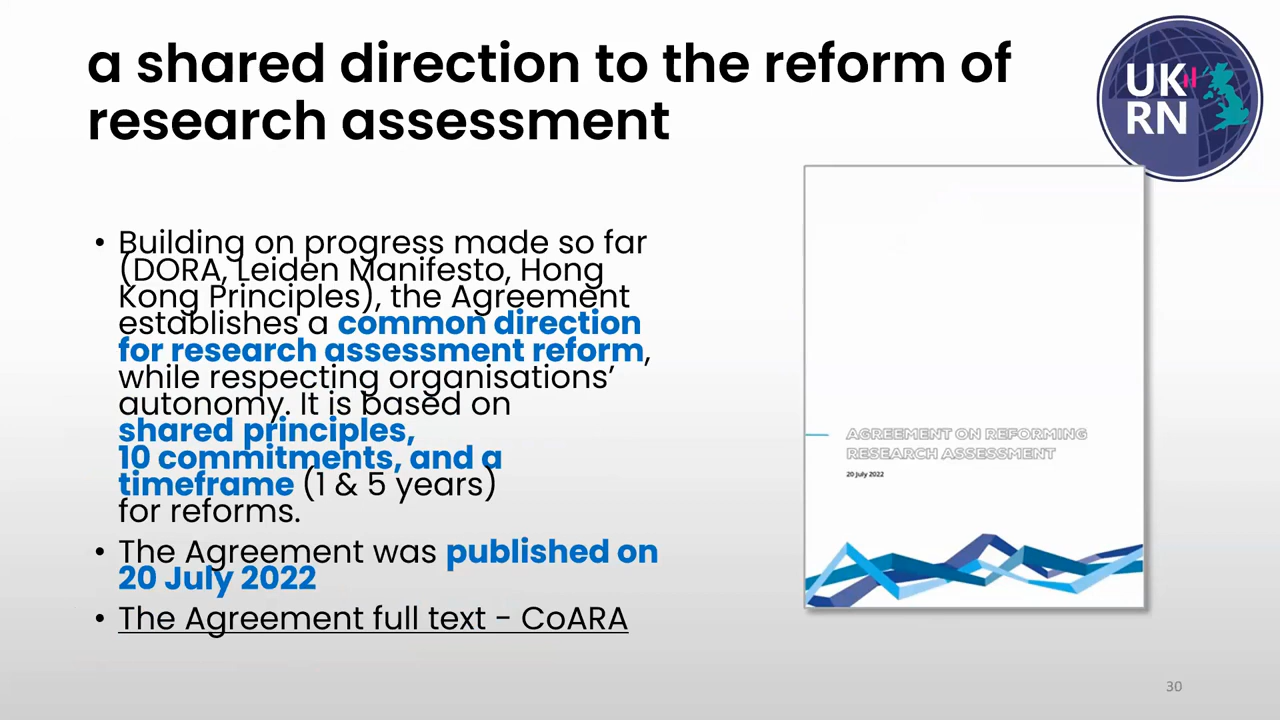 a shared direction to the reform of
research assessment
UK
RN
• Building on progress made so far
(DORA, Leiden Manifesto, Hong
Kong Principles), the Agreement
establishes a common direction
for research assessment reform,
while respecting organisations’
autonomy. It is based on
shared principles,
10 commitments, and a
timeframe (1 & 5 years)
for reforms.
• The Agreement was published on
20 July 2022
• The Agreement full text - CoARA
AGREEMENT ON REFORMING
RESEARCH ASSESSMENT
20 July 2022
30